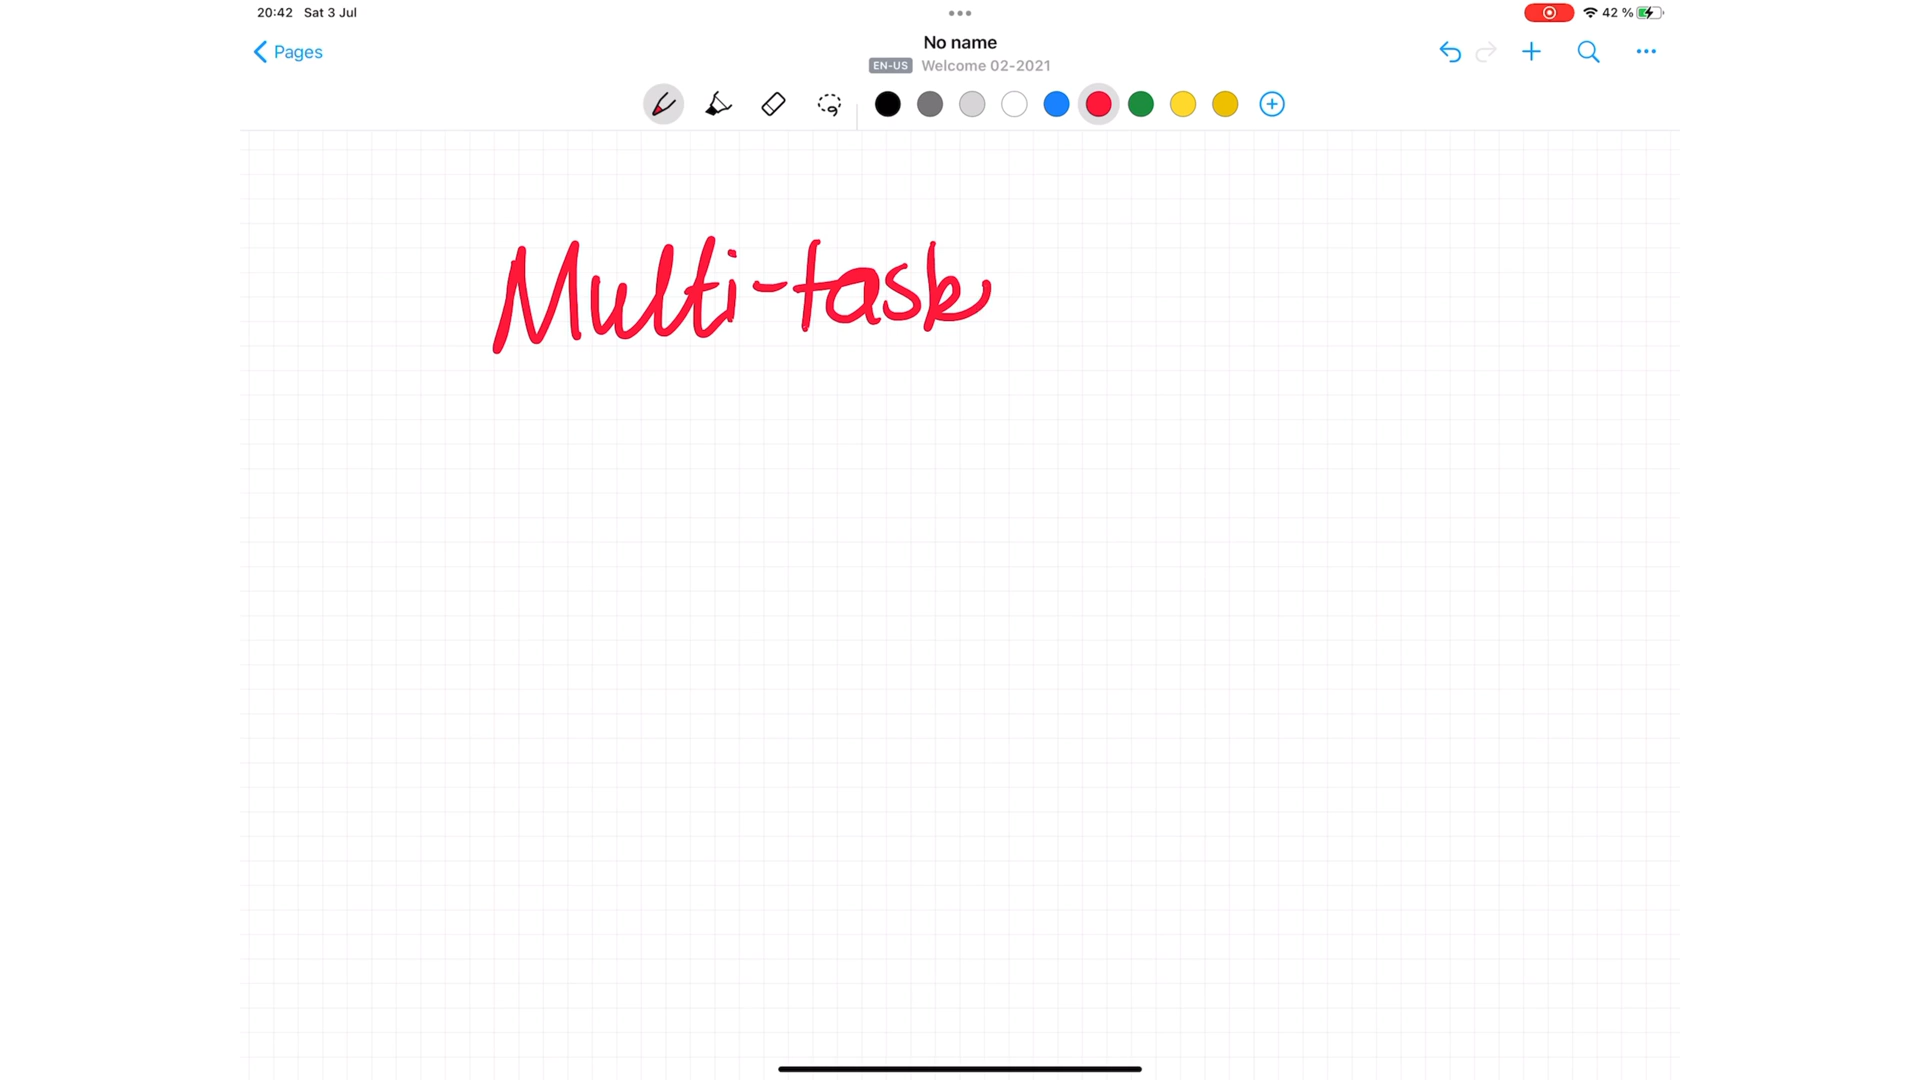 20:42 Sat 3 Jul
42 %
Pages
No name
EN-US Welcome 02-2021
Multi-task